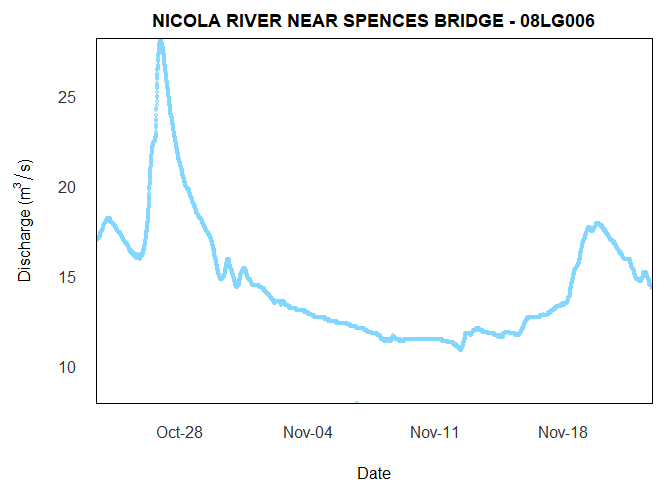 NICOLA RIVER NEAR SPENCES BRIDGE - 08LG006
Discharge (m³/ s)
25
20
15
10
Oct-28 Nov-04 Nov-11 Nov-18
Date